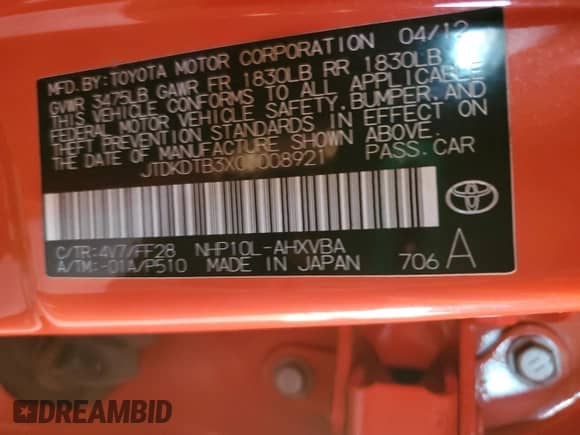 MFD.BY:TOYOTA MOTOR CORPORATION 04/12
GVWR 3475LB GAWR FR 1830LB RR 1830LB
THIS VEHICLE CONFORMS TO ALL APPLICABLE
FEDERAL MOTOR VEHICLE SAFETY,BUMPER,AND
THEFT PREVENTION STANDARDS IN EFFECT ON
THE DATE OF MANUFACTURE SHOWN ABOVE.
PASS.CAR
C/TR:4V7/FF28 NHP10L-AHXVBA
A/TM:-01A/P510 MADE IN JAPAN 706 A
TOYOTA
DREAMBID